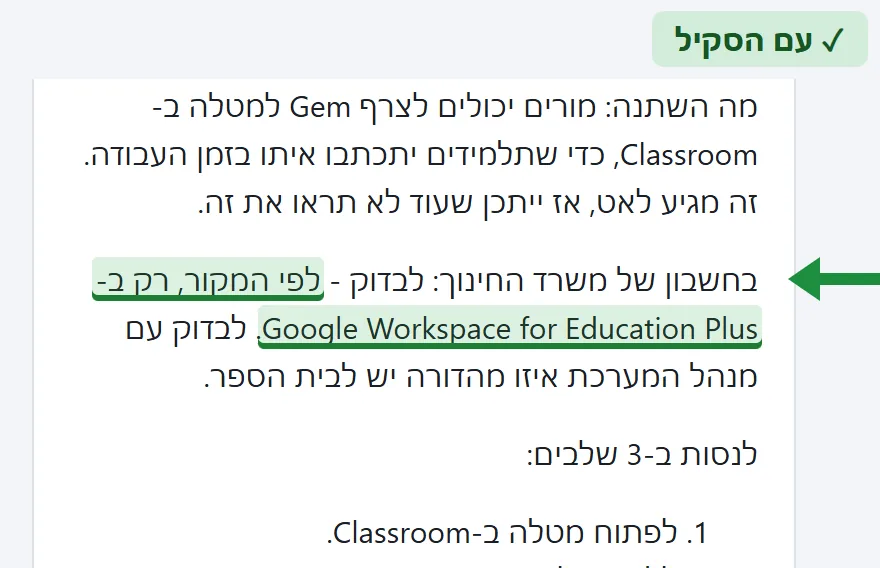 ✓ עם הסקיל
מה השתנה: מורים יכולים לצרף Gem למטלה ב-
Classroom, כדי שתלמידים יתכתבו איתו בזמן העבודה.
זה מגיע לאט, אז ייתכן שעוד לא תראו את זה.
בחשבון של משרד החינוך: לבדוק - לפי המקור, רק ב-
Google Workspace for Education Plus. לבדוק עם
מנהל המערכת איזו מהדורה יש לבית הספר.
לנסות ב-3 שלבים:
1. לפתוח מטלה ב-Classroom.